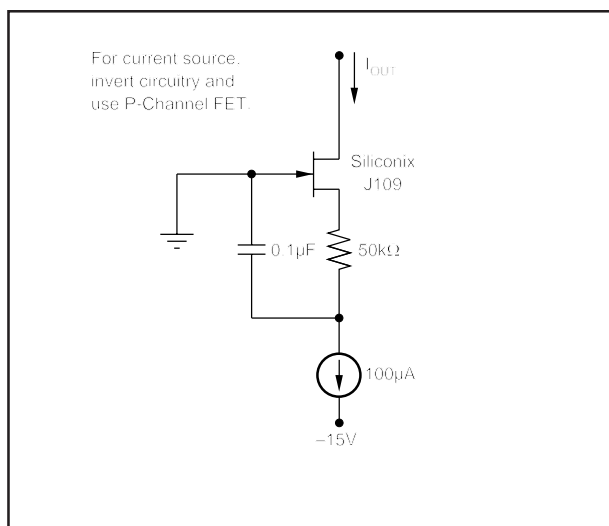 For current source,
invert circuitry and
use P-Channel FET.
I_OUT
Siliconix
J109
0.1µF
50kΩ
100µA
–15V